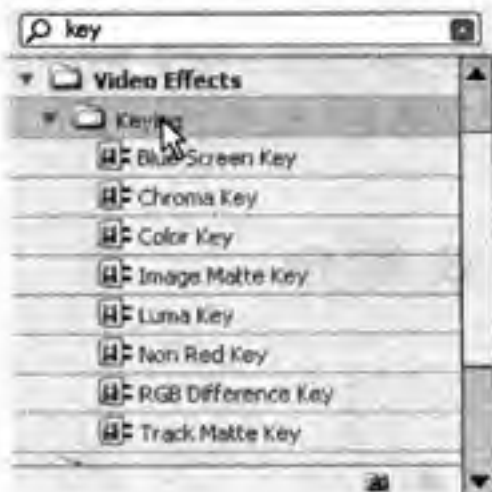 key
Video Effects
Keying
Blue Screen Key
Chroma Key
Color Key
Image Matte Key
Luma Key
Non Red Key
RGB Difference Key
Track Matte Key